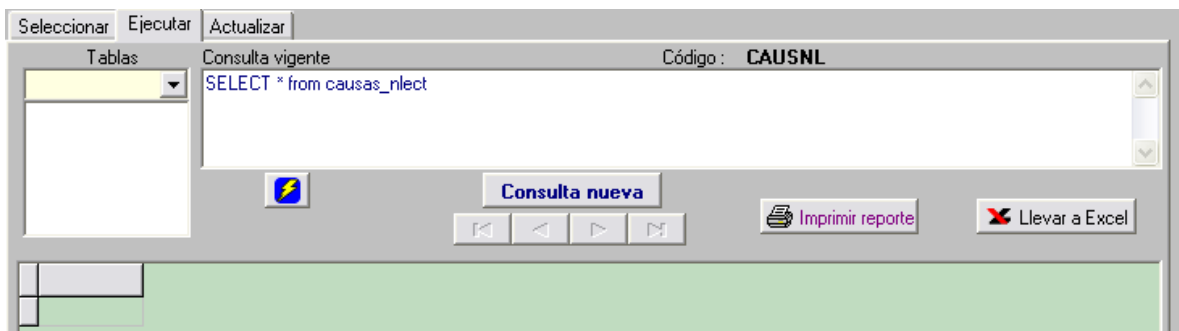 Seleccionar Ejecutar Actualizar
Tablas Consulta vigente Código : CAUSNL
SELECT * from causas_nlect
Consulta nueva
Imprimir reporte Llevar a Excel